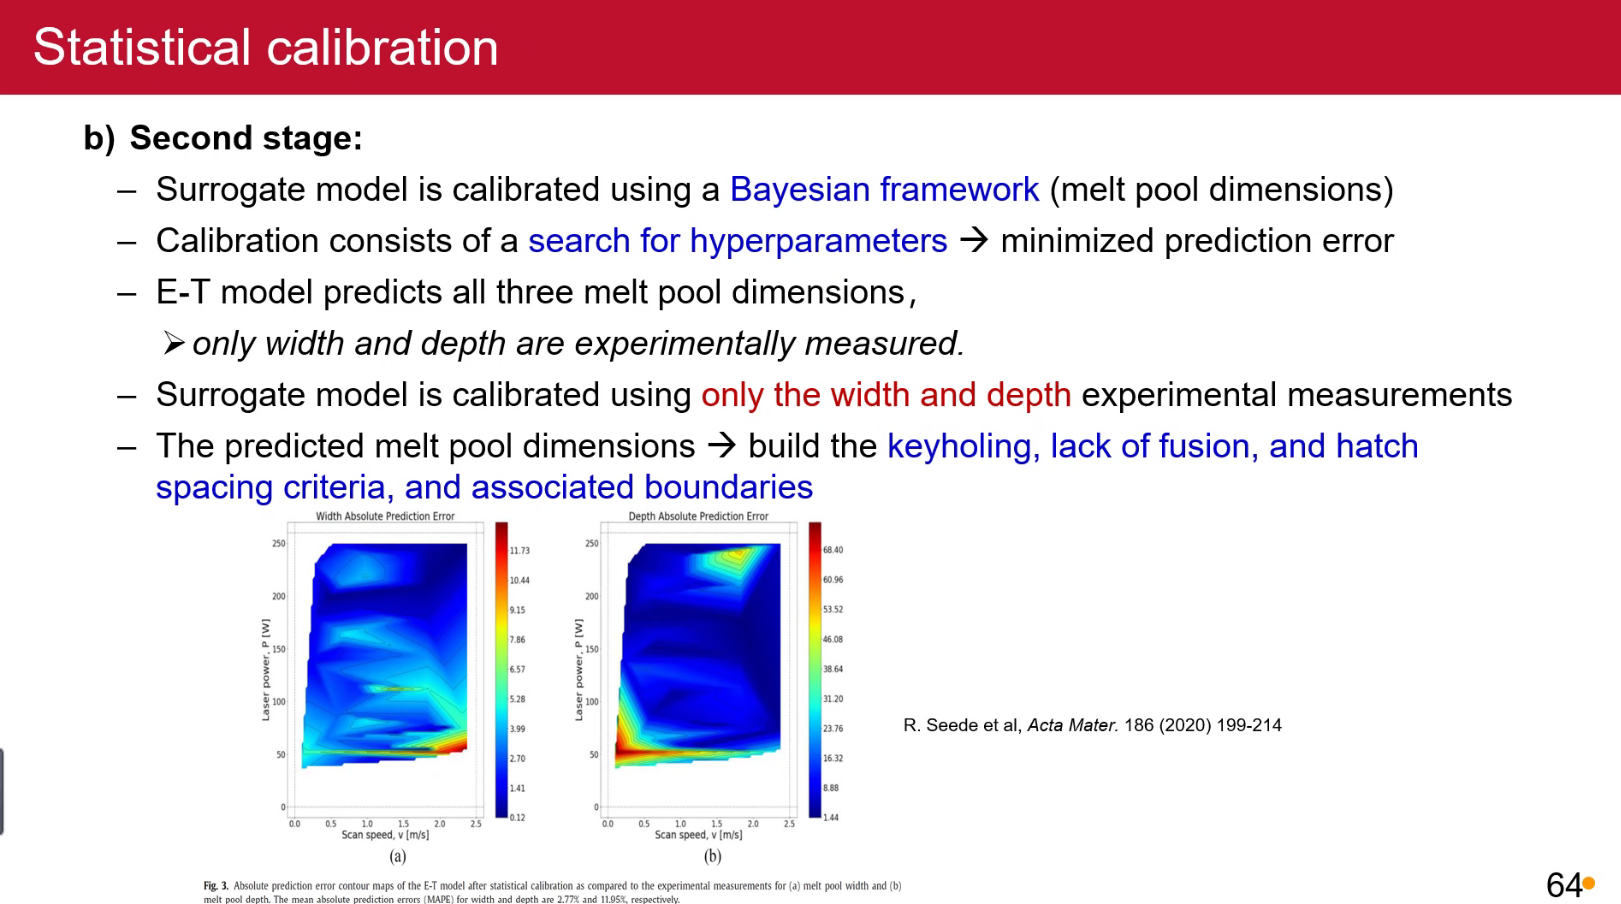 Statistical calibration
b) Second stage:
– Surrogate model is calibrated using a Bayesian framework (melt pool dimensions)
– Calibration consists of a search for hyperparameters → minimized prediction error
– E-T model predicts all three melt pool dimensions,
➢ only width and depth are experimentally measured.
– Surrogate model is calibrated using only the width and depth experimental measurements
– The predicted melt pool dimensions → build the keyholing, lack of fusion, and hatch
spacing criteria, and associated boundaries
Width Absolute Prediction Error
250
200
150
100
50
0
Laser power, P [W]
0.0 0.5 1.0 1.5 2.0 2.5
Scan speed, v [m/s]
11.73
10.44
9.15
7.86
6.57
5.28
3.99
2.70
1.41
0.12
(a)
Depth Absolute Prediction Error
250
200
150
100
50
0
Laser power, P [W]
0.0 0.5 1.0 1.5 2.0 2.5
Scan speed, v [m/s]
68.40
60.96
53.52
46.08
38.64
31.20
23.76
16.32
8.88
1.44
(b)
R. Seede et al, Acta Mater. 186 (2020) 199-214
Fig. 3. Absolute prediction error contour maps of the E-T model after statistical calibration as compared to the experimental measurements for (a) melt pool width and (b)
melt pool depth. The mean absolute prediction errors (MAPE) for width and depth are 2.77% and 11.95%, respectively.
64